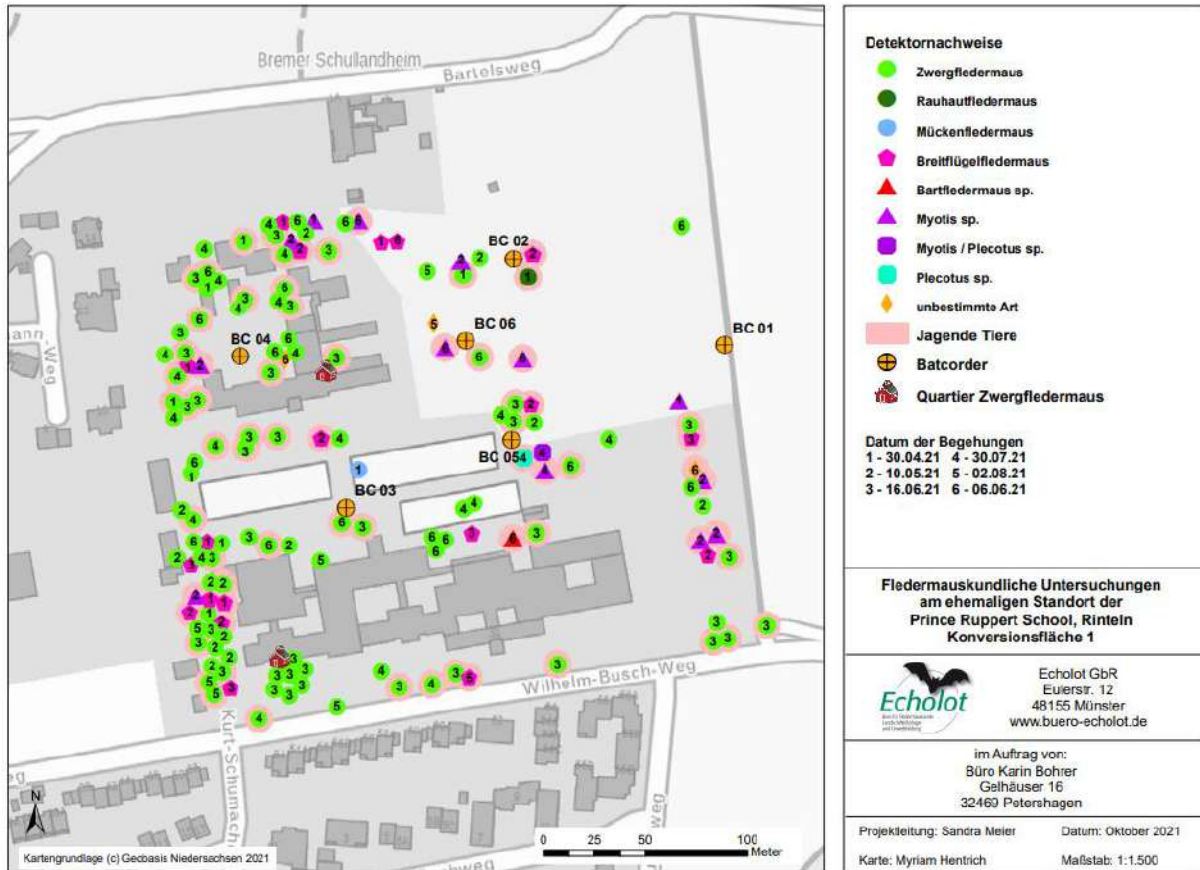 Bremer Schullandheim
Bartelsweg
BC 02
BC 06
BC 01
BC 04
mann-Weg
BC 05
BC 03
Wilhelm-Busch-Weg
Kurt-Schumach
eg
weg
chweg
N
0 25 50 100
Meter
Kartengrundlage (c) Geobasis Niedersachsen 2021
Detektornachweise
Zwergfledermaus
Rauhautfledermaus
Mückenfledermaus
Breitflügelfledermaus
Bartfledermaus sp.
Myotis sp.
Myotis / Plecotus sp.
Plecotus sp.
unbestimmte Art
Jagende Tiere
Batcorder
Quartier Zwergfledermaus
Datum der Begehungen
1 - 30.04.21 4 - 30.07.21
2 - 10.05.21 5 - 02.08.21
3 - 16.06.21 6 - 06.06.21
Fledermauskundliche Untersuchungen
am ehemaligen Standort der
Prince Ruppert School, Rinteln
Konversionsfläche 1
Echolot
Echolot GbR
Eulerstr. 12
48155 Münster
www.buero-echolot.de
im Auftrag von:
Büro Karin Bohrer
Gelhäuser 16
32469 Petershagen
Projektleitung: Sandra Meier Datum: Oktober 2021
Karte: Myriam Hentrich Maßstab: 1:1.500